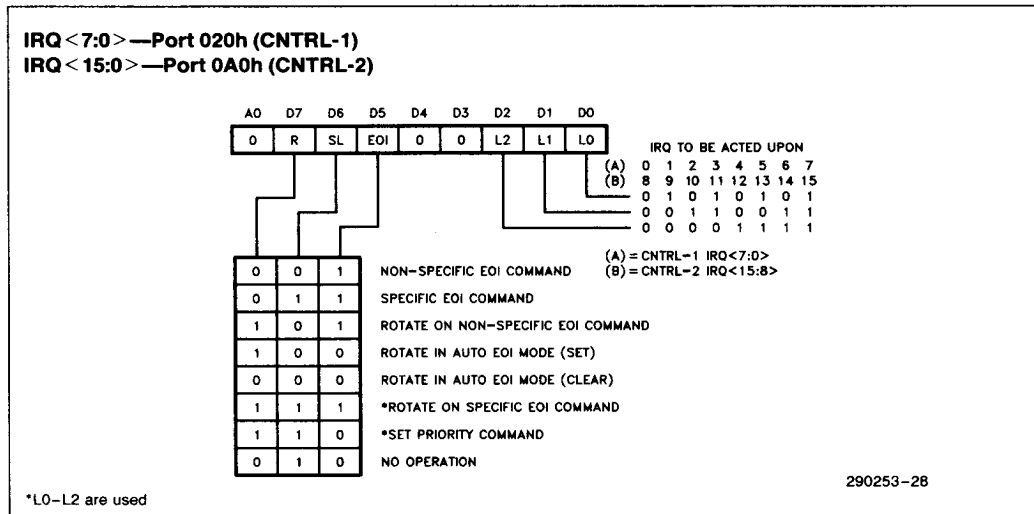 IRQ<7:0>—Port 020h (CNTRL-1)
IRQ<15:0>—Port 0A0h (CNTRL-2)
A0 D7 D6 D5 D4 D3 D2 D1 D0
0 R SL EOI 0 0 L2 L1 L0
IRQ TO BE ACTED UPON
(A) 0 1 2 3 4 5 6 7
(B) 8 9 10 11 12 13 14 15
0 1 0 1 0 1 0 1
0 0 1 1 0 0 1 1
0 0 0 0 1 1 1 1
(A)=CNTRL-1 IRQ<7:0>
(B)=CNTRL-2 IRQ<15:8>
0 0 1 NON-SPECIFIC EOI COMMAND
0 1 1 SPECIFIC EOI COMMAND
1 0 1 ROTATE ON NON-SPECIFIC EOI COMMAND
1 0 0 ROTATE IN AUTO EOI MODE (SET)
0 0 0 ROTATE IN AUTO EOI MODE (CLEAR)
1 1 1 *ROTATE ON SPECIFIC EOI COMMAND
1 1 0 *SET PRIORITY COMMAND
0 1 0 NO OPERATION
290253-28
*L0-L2 are used